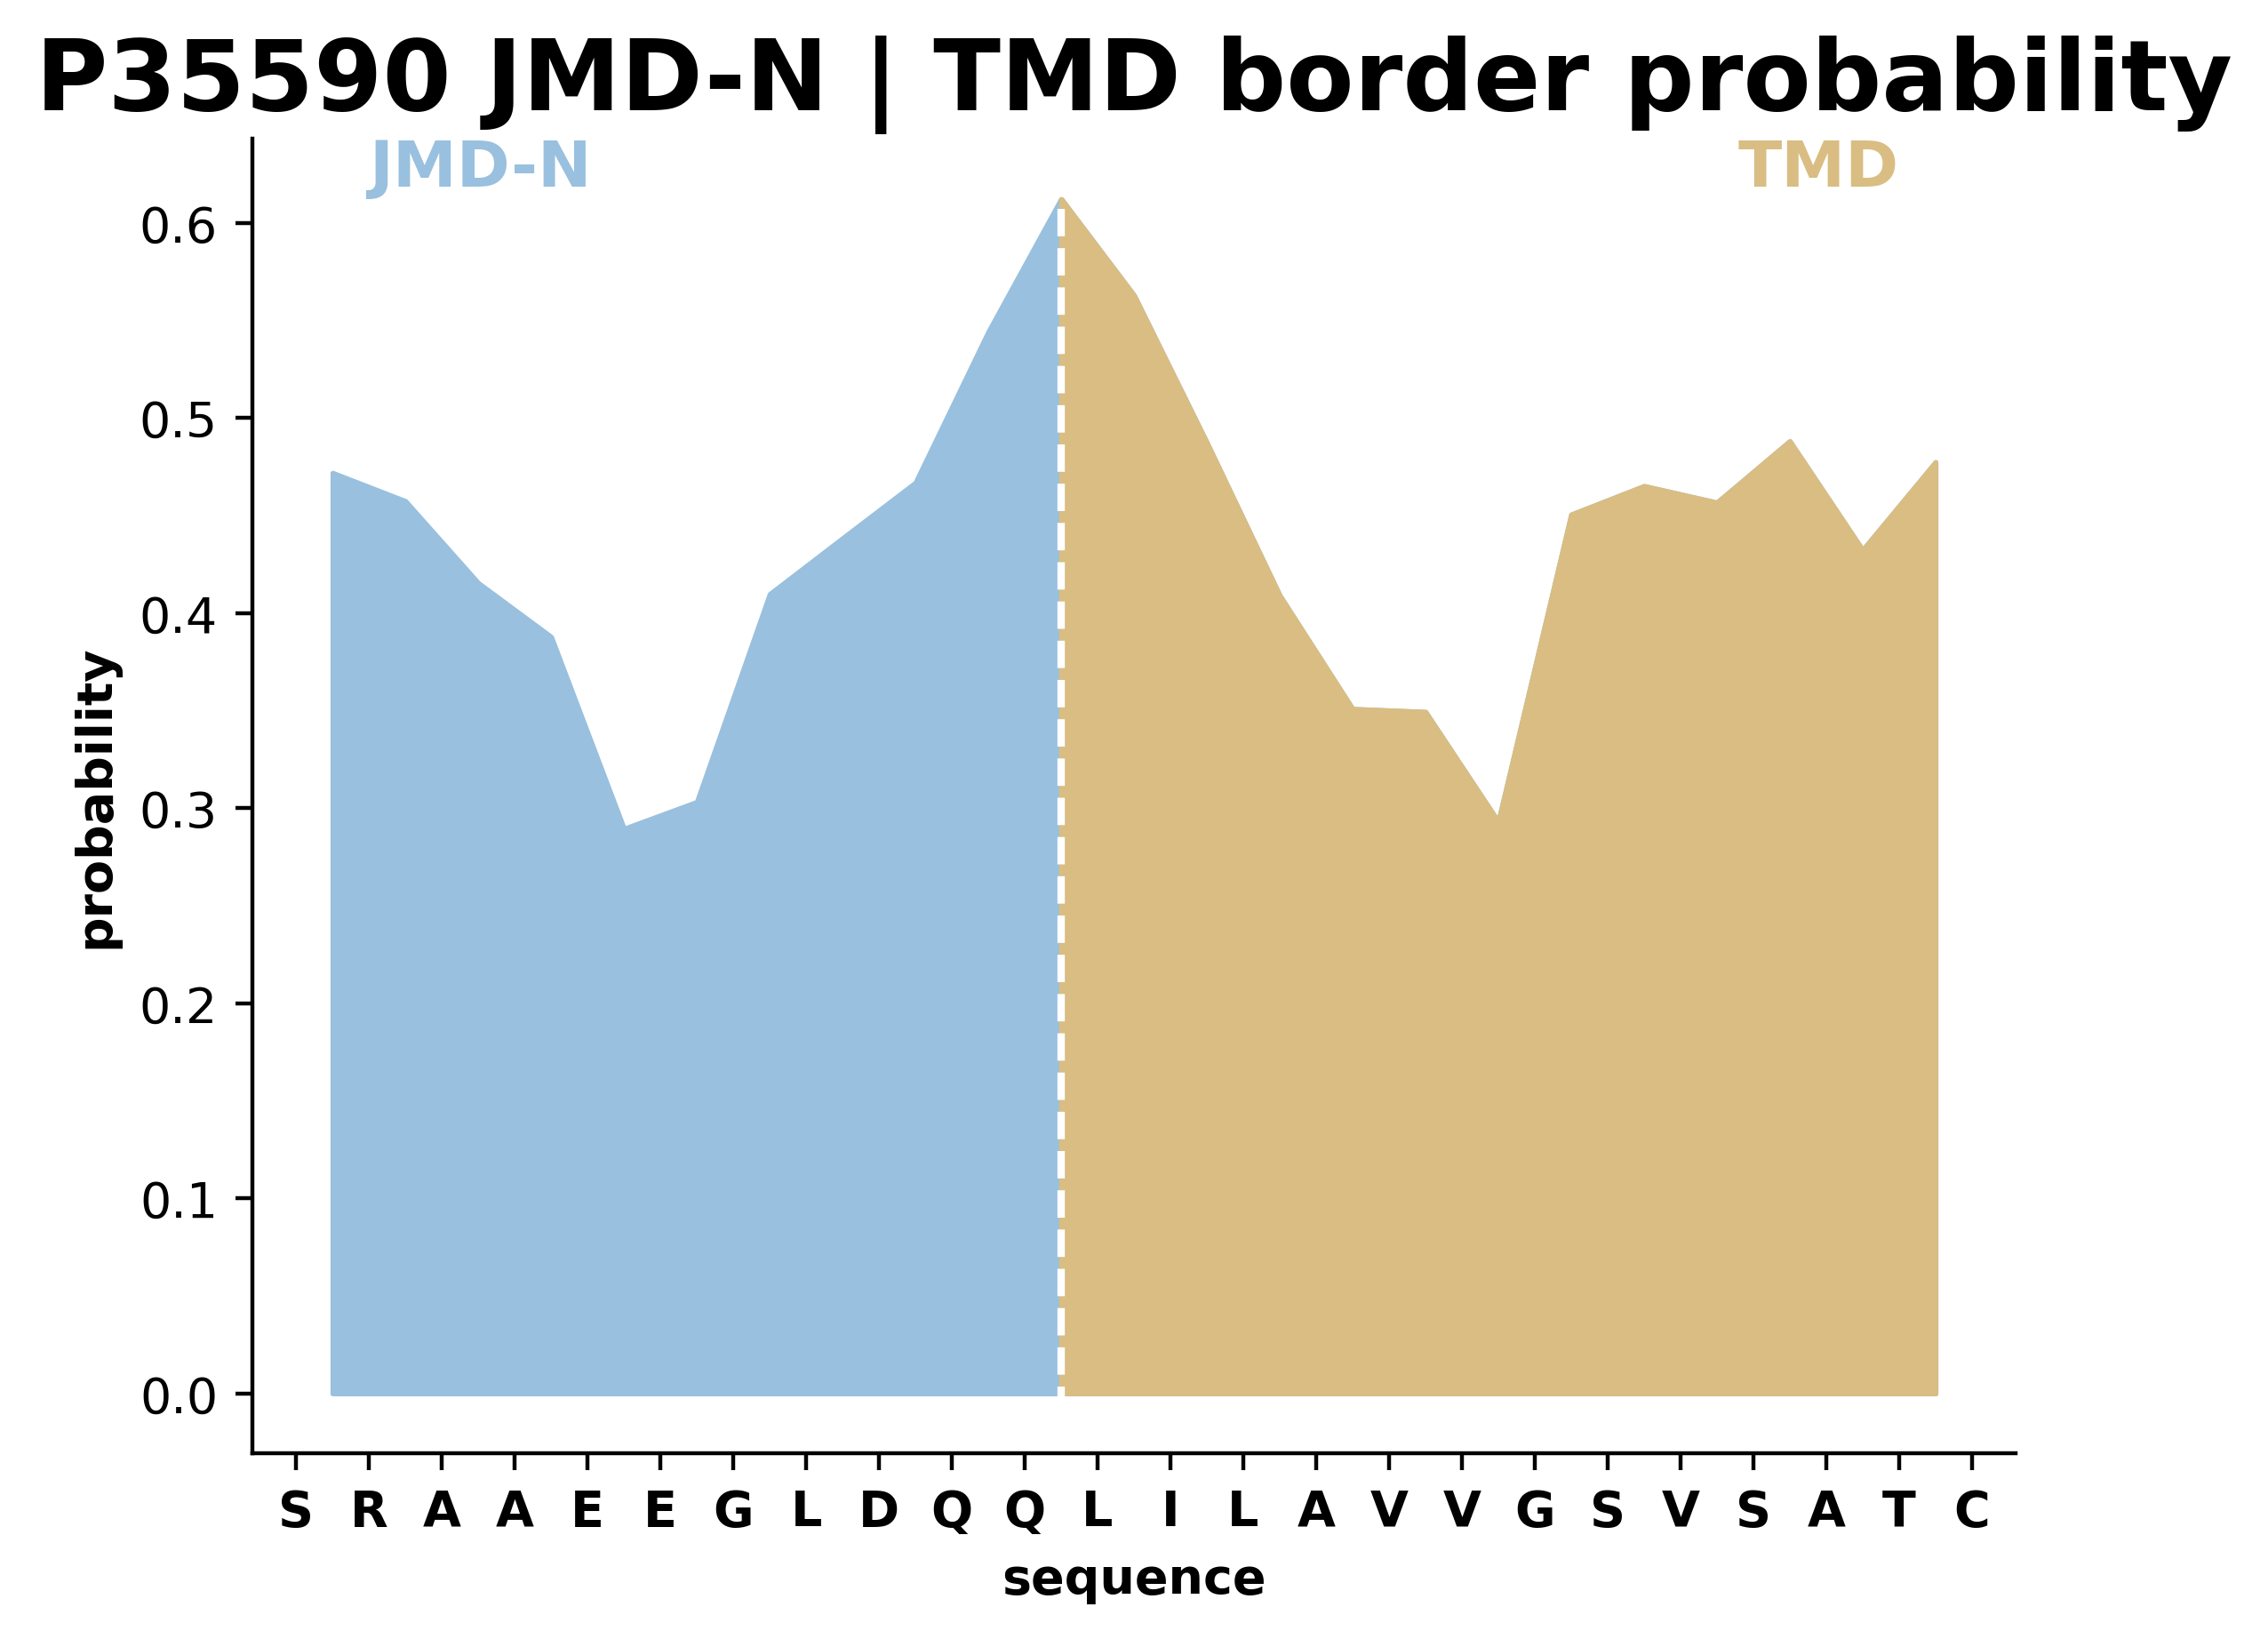 P35590 JMD-N | TMD border probability
JMD-N TMD
0.6
0.5
0.4
0.3
0.2
0.1
0.0
probability
S R A A E E G L D Q Q L I L A V V G S V S A T C
sequence